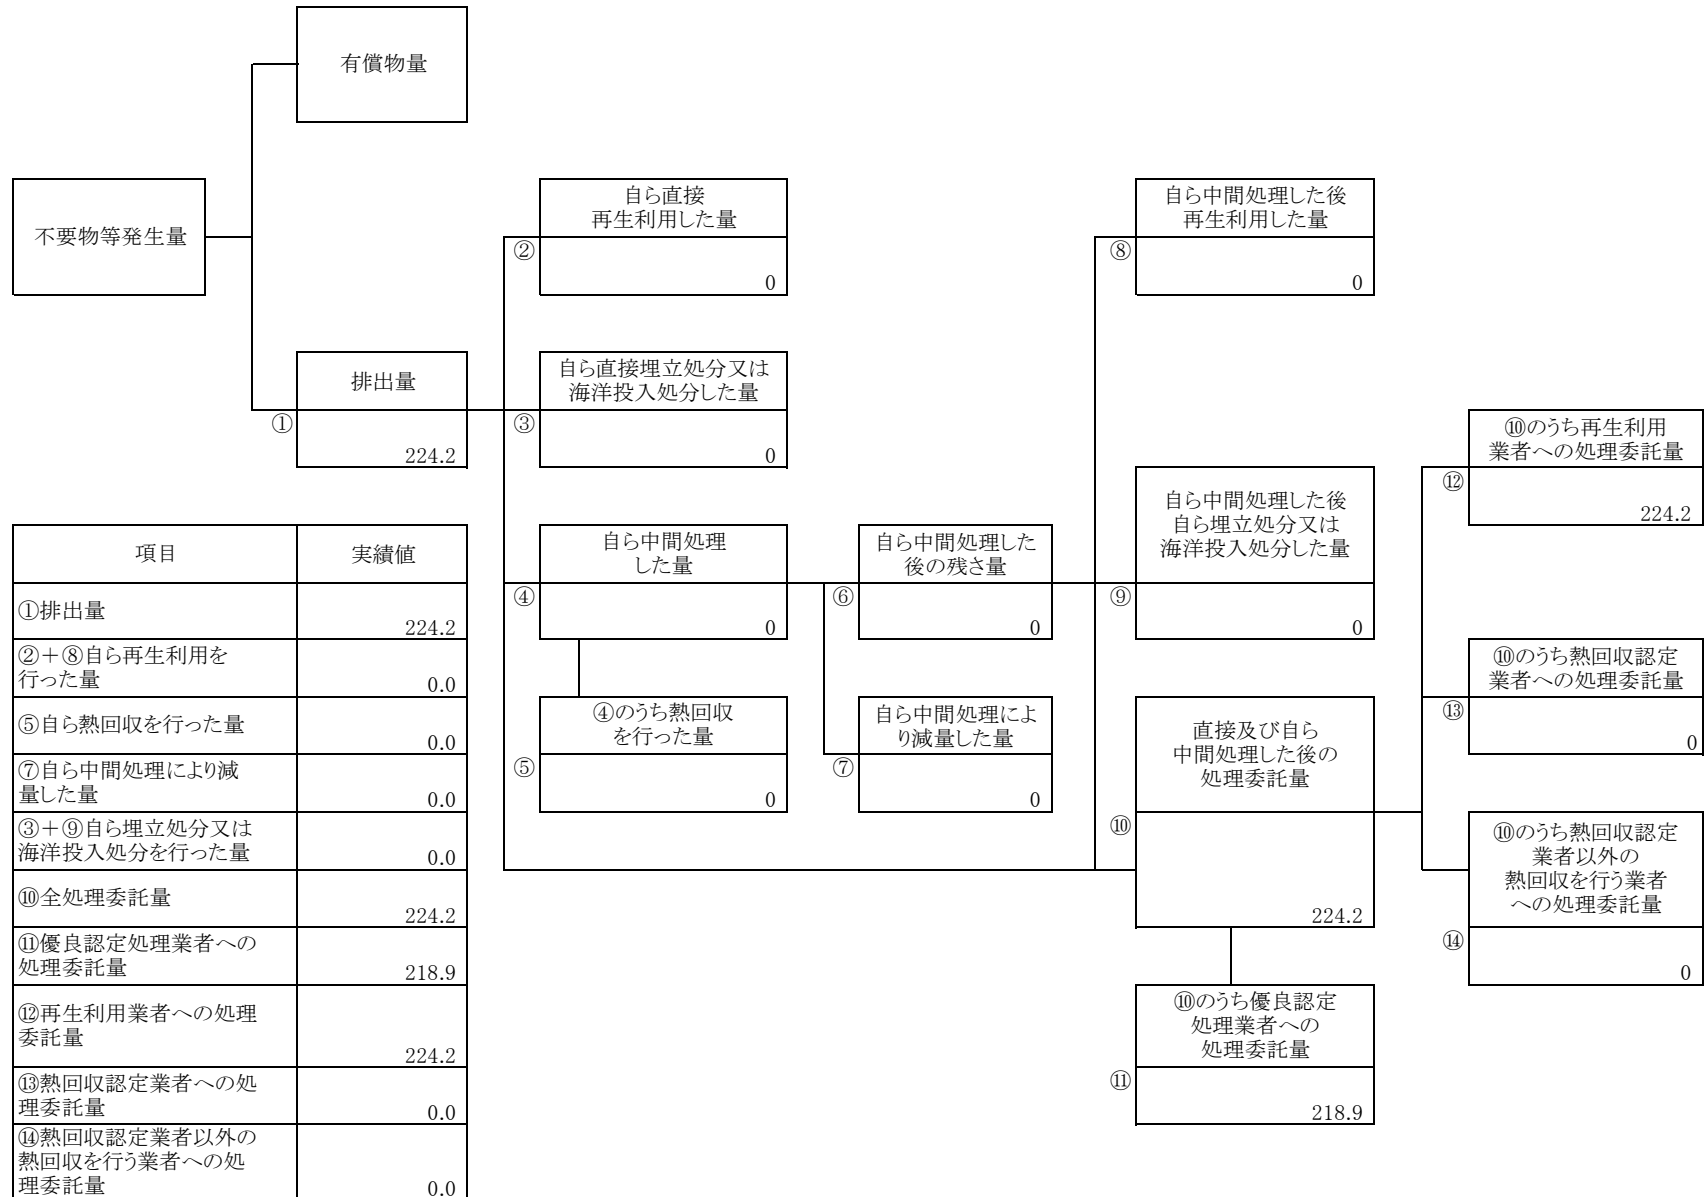 有償物量
不要物等発生量
自ら直接
再生利用した量
②
0
自ら中間処理した後
再生利用した量
⑧
0
排出量
①
224.2
自ら直接埋立処分又は
海洋投入処分した量
③
0
⑩のうち再生利用
業者への処理委託量
⑫
224.2
自ら中間処理
した量
④
0
自ら中間処理した
後の残さ量
⑥
0
自ら中間処理した後
自ら埋立処分又は
海洋投入処分した量
⑨
0
⑩のうち熱回収認定
業者への処理委託量
⑬
0
④のうち熱回収
を行った量
⑤
0
自ら中間処理によ
り減量した量
⑦
0
直接及び自ら
中間処理した後の
処理委託量
⑩
224.2
⑩のうち熱回収認定
業者以外の
熱回収を行う業者
への処理委託量
⑭
0
⑩のうち優良認定
処理業者への
処理委託量
⑪
218.9
項目 実績値
①排出量
224.2
②+⑧自ら再生利用を
行った量
0.0
⑤自ら熱回収を行った量
0.0
⑦自ら中間処理により減
量した量
0.0
③+⑨自ら埋立処分又は
海洋投入処分を行った量
0.0
⑩全処理委託量
224.2
⑪優良認定処理業者への
処理委託量
218.9
⑫再生利用業者への処理
委託量
224.2
⑬熱回収認定業者への処
理委託量
0.0
⑭熱回収認定業者以外の
熱回収を行う業者への処
理委託量
0.0